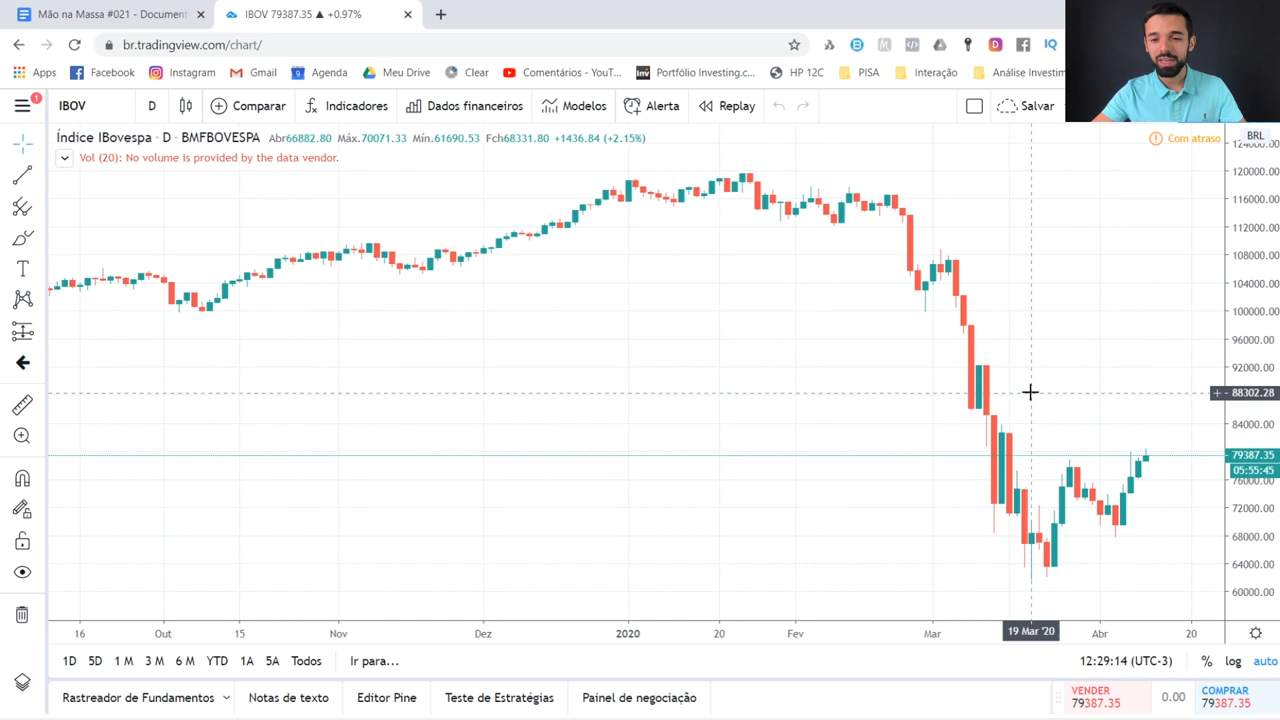 Mão na Massa #021 - Document
IBOV 79387.35 ▲ +0.97%
br.tradingview.com/chart/
Apps
Facebook
Instagram
Gmail
Agenda
Meu Drive
Clear
Comentários - YouT...
Portfólio Investing.c...
HP 12C
PISA
Interação
Análise Investim
IBOV
D
Comparar
Indicadores
Dados financeiros
Modelos
Alerta
Replay
Salvar
1
Índice IBovespa · D · BMFBOVESPA Abr66882.80 Máx.70071.33 Mín.61690.53 Fch68331.80 +1436.84 (+2.15%)
Com atraso
BRL
Vol (20): No volume is provided by the data vendor.
124000.00
120000.00
116000.00
112000.00
108000.00
104000.00
100000.00
96000.00
92000.00
88302.28
84000.00
79387.35
05:55:45
76000.00
72000.00
68000.00
64000.00
60000.00
16
Out
15
Nov
Dez
2020
20
Fev
Mar
19 Mar '20
Abr
20
1D 5D 1 M 3 M 6 M YTD 1A 5A Todos Ir para... 12:29:14 (UTC-3) % log auto
Rastreador de Fundamentos Notas de texto Editor Pine Teste de Estratégias Painel de negociação
VENDER
79387.35
0.00
COMPRAR
79387.35